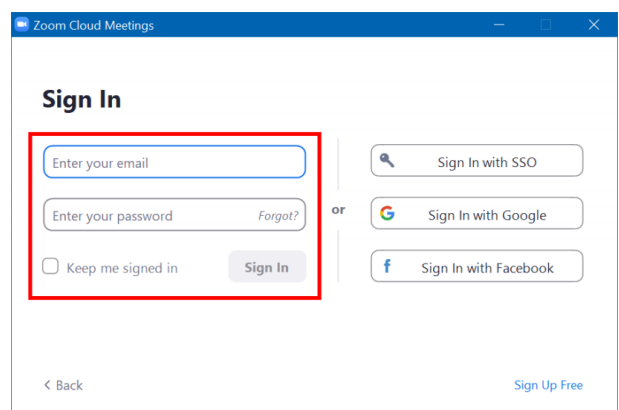 Zoom Cloud Meetings
Sign In
Enter your email
Enter your password Forgot?
Keep me signed in Sign In
or
Sign In with SSO
Sign In with Google
Sign In with Facebook
Back
Sign Up Free